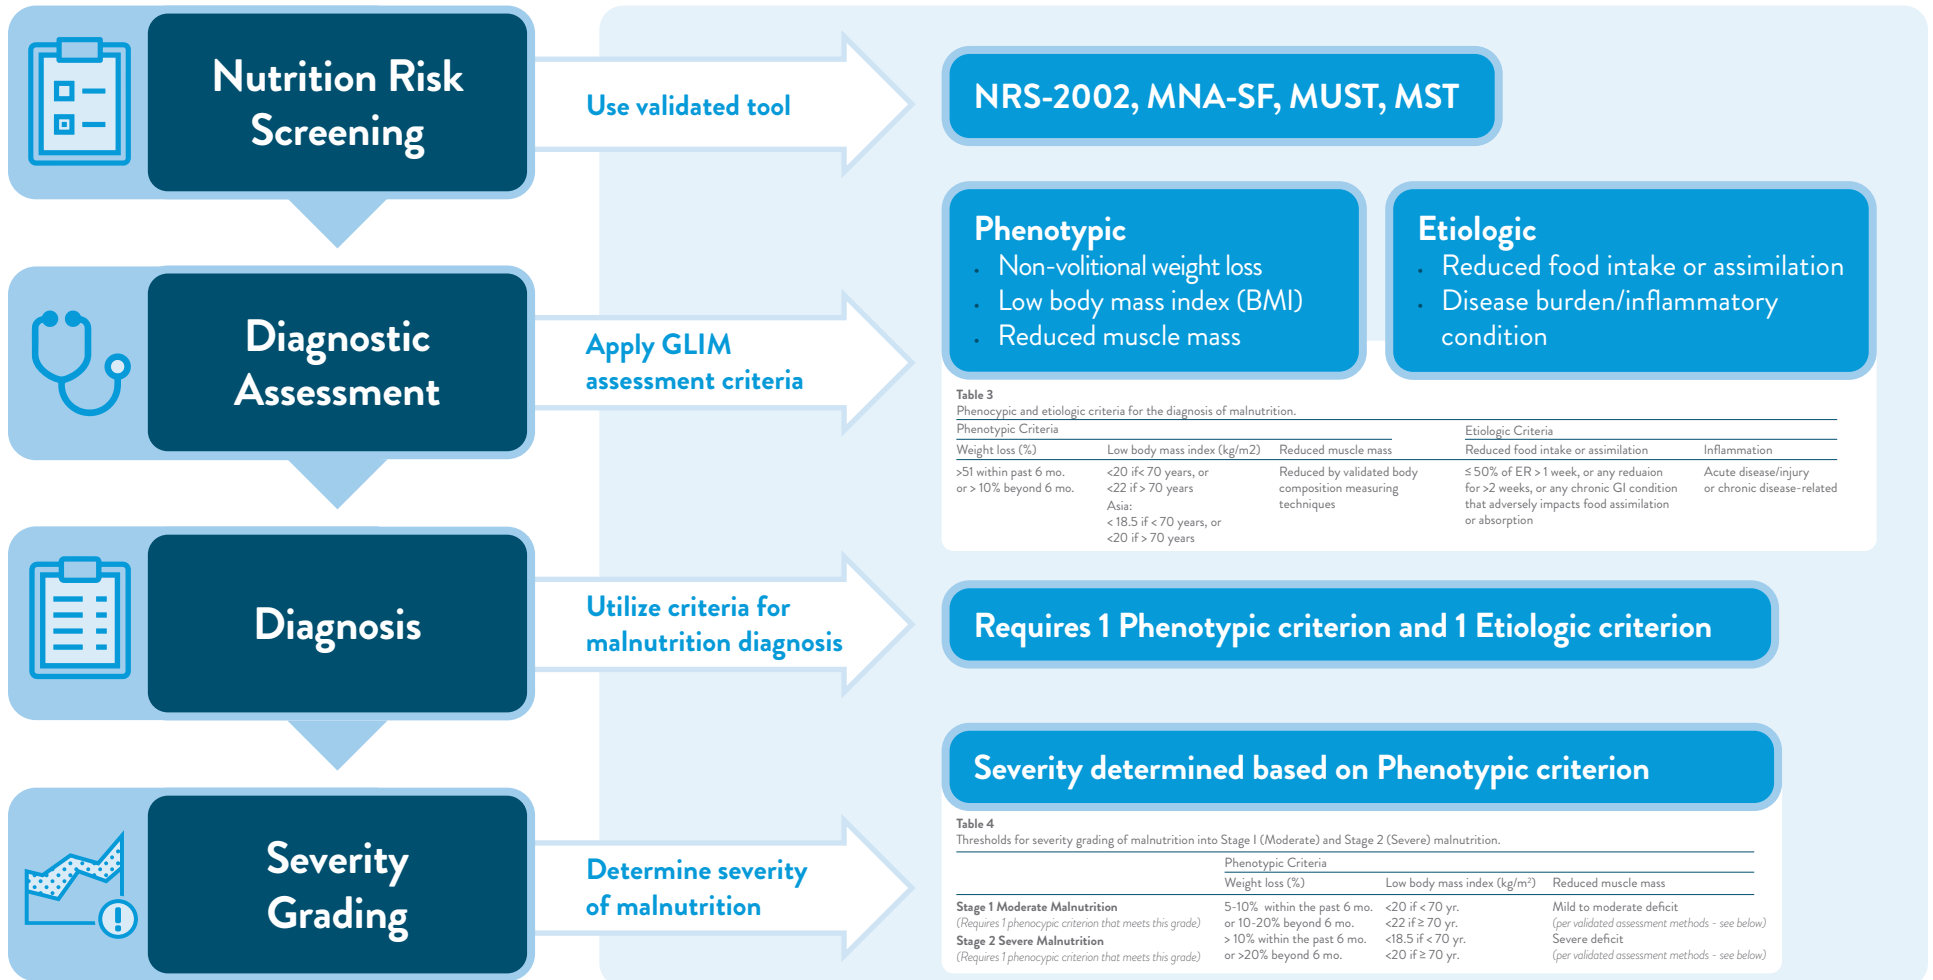 Nutrition Risk
Screening
Use validated tool
NRS-2002, MNA-SF, MUST, MST
Diagnostic
Assessment
Apply GLIM
assessment criteria
Phenotypic
• Non-volitional weight loss
• Low body mass index (BMI)
• Reduced muscle mass
Etiologic
• Reduced food intake or assimilation
• Disease burden/inflammatory
condition
Table 3
Phenocypic and etiologic criteria for the diagnosis of malnutrition.
Phenotypic Criteria Etiologic Criteria
Weight loss (%) Low body mass index (kg/m2) Reduced muscle mass Reduced food intake or assimilation Inflammation
>51 within past 6 mo. <20 if< 70 years, or Reduced by validated body ≤ 50% of ER > 1 week, or any reduaion Acute disease/injury
or > 10% beyond 6 mo. <22 if > 70 years composition measuring for >2 weeks, or any chronic GI condition or chronic disease-related
Asia: techniques that adversely impacts food assimilation
< 18.5 if < 70 years, or or absorption
<20 if > 70 years
Diagnosis
Utilize criteria for
malnutrition diagnosis
Requires 1 Phenotypic criterion and 1 Etiologic criterion
Severity
Grading
Determine severity
of malnutrition
Severity determined based on Phenotypic criterion
Table 4
Thresholds for severity grading of malnutrition into Stage I (Moderate) and Stage 2 (Severe) malnutrition.
Phenotypic Criteria
Weight loss (%) Low body mass index (kg/m²) Reduced muscle mass
Stage 1 Moderate Malnutrition 5-10% within the past 6 mo. <20 if < 70 yr. Mild to moderate deficit
(Requires 1 phenocypic criterion that meets this grade) or 10-20% beyond 6 mo. <22 if ≥ 70 yr. (per validated assessment methods - see below)
Stage 2 Severe Malnutrition > 10% within the past 6 mo. <18.5 if < 70 yr. Severe deficit
(Requires 1 phenocypic criterion that meets this grade) or >20% beyond 6 mo. <20 if ≥ 70 yr. (per validated assessment methods - see below)